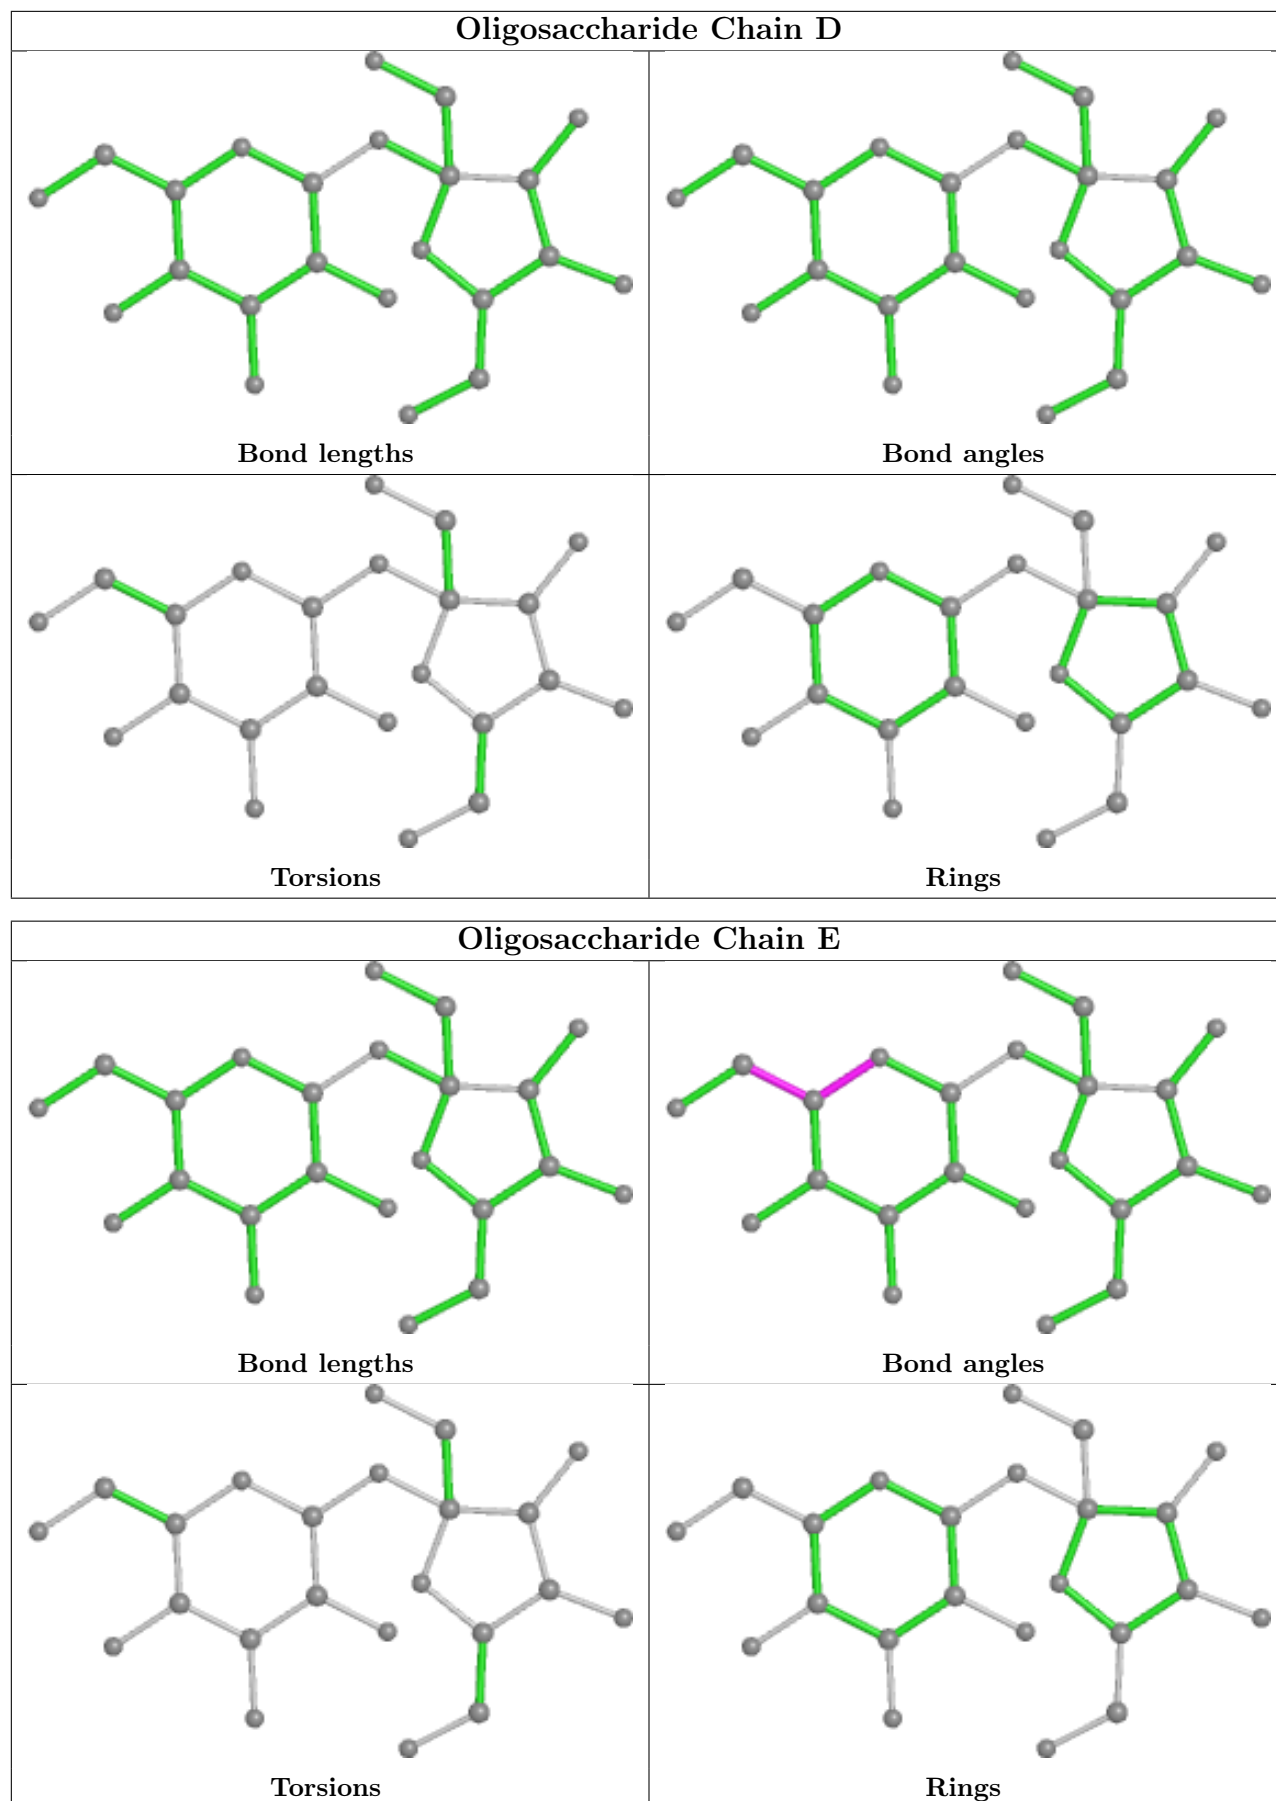 Oligosaccharide Chain D
Bond lengths
Bond angles
Torsions
Rings
Oligosaccharide Chain E
Bond lengths
Bond angles
Torsions
Rings